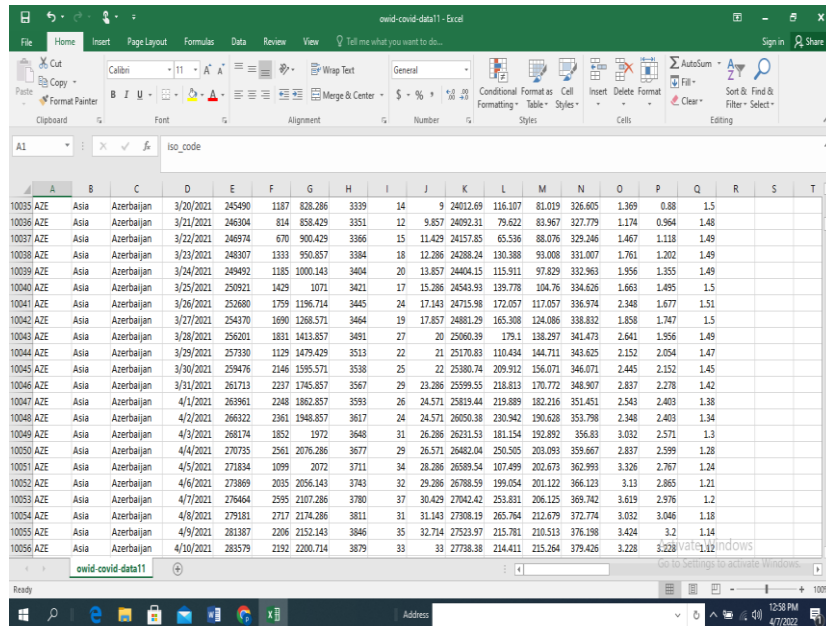 owid-covid-data11 - Excel
File Home Insert Page Layout Formulas Data Review View Tell me what you want to do... Sign in Share
Paste Cut Copy Format Painter Clipboard
Calibri 11 A A B I U A Font
Wrap Text Merge & Center Alignment
General $ % , Number
Conditional Formatting Format as Table Cell Styles Styles
Insert Delete Format Cells
AutoSum Fill Clear Sort & Filter Find & Select Editing
A1 fx iso_code
A B C D E F G H I J K L M N O P Q R S T
10035 AZE Asia Azerbaijan 3/20/2021 245490 1187 828.286 3339 14 9 24012.69 116.107 81.019 326.605 1.369 0.88 1.5
10036 AZE Asia Azerbaijan 3/21/2021 246304 814 858.429 3351 12 9.857 24092.31 79.622 83.967 327.779 1.174 0.964 1.48
10037 AZE Asia Azerbaijan 3/22/2021 246974 670 900.429 3366 15 11.429 24157.85 65.536 88.076 329.246 1.467 1.118 1.49
10038 AZE Asia Azerbaijan 3/23/2021 248307 1333 950.857 3384 18 12.286 24288.24 130.388 93.008 331.007 1.761 1.202 1.49
10039 AZE Asia Azerbaijan 3/24/2021 249492 1185 1000.143 3404 20 13.857 24404.15 115.911 97.829 332.963 1.956 1.355 1.49
10040 AZE Asia Azerbaijan 3/25/2021 250921 1429 1071 3421 17 15.286 24543.93 139.778 104.76 334.626 1.663 1.495 1.5
10041 AZE Asia Azerbaijan 3/26/2021 252680 1759 1196.714 3445 24 17.143 24715.98 172.057 117.057 336.974 2.348 1.677 1.51
10042 AZE Asia Azerbaijan 3/27/2021 254370 1690 1268.571 3464 19 17.857 24881.29 165.308 124.086 338.832 1.858 1.747 1.5
10043 AZE Asia Azerbaijan 3/28/2021 256201 1831 1413.857 3491 27 20 25060.39 179.1 138.297 341.473 2.641 1.956 1.49
10044 AZE Asia Azerbaijan 3/29/2021 257330 1129 1479.429 3513 22 21 25170.83 110.434 144.711 343.625 2.152 2.054 1.47
10045 AZE Asia Azerbaijan 3/30/2021 259476 2146 1595.571 3538 25 22 25380.74 209.912 156.071 346.071 2.445 2.152 1.45
10046 AZE Asia Azerbaijan 3/31/2021 261713 2237 1745.857 3567 29 23.286 25599.55 218.813 170.772 348.907 2.837 2.278 1.42
10047 AZE Asia Azerbaijan 4/1/2021 263961 2248 1862.857 3593 26 24.571 25819.44 219.889 182.216 351.451 2.543 2.403 1.38
10048 AZE Asia Azerbaijan 4/2/2021 266322 2361 1948.857 3617 24 24.571 26050.38 230.942 190.628 353.798 2.348 2.403 1.34
10049 AZE Asia Azerbaijan 4/3/2021 268174 1852 1972 3648 31 26.286 26231.53 181.154 192.892 356.83 3.032 2.571 1.3
10050 AZE Asia Azerbaijan 4/4/2021 270735 2561 2076.286 3677 29 26.571 26482.04 250.505 203.093 359.667 2.837 2.599 1.28
10051 AZE Asia Azerbaijan 4/5/2021 271834 1099 2072 3711 34 28.286 26589.54 107.499 202.673 362.993 3.326 2.767 1.24
10052 AZE Asia Azerbaijan 4/6/2021 273869 2035 2056.143 3743 32 29.286 26788.59 199.054 201.122 366.123 3.13 2.865 1.21
10053 AZE Asia Azerbaijan 4/7/2021 276464 2595 2107.286 3780 37 30.429 27042.42 253.831 206.125 369.742 3.619 2.976 1.2
10054 AZE Asia Azerbaijan 4/8/2021 279181 2717 2174.286 3811 31 31.143 27308.19 265.764 212.679 372.774 3.032 3.046 1.18
10055 AZE Asia Azerbaijan 4/9/2021 281387 2206 2152.143 3846 35 32.714 27523.97 215.781 210.513 376.198 3.424 3.2 1.14
10056 AZE Asia Azerbaijan 4/10/2021 283579 2192 2200.714 3879 33 33 27738.38 214.411 215.264 379.426 3.228 3.228 1.12
Activate Windows
Go to Settings to activate Windows.
owid-covid-data11
Ready 100%
Address 12:58 PM
4/7/2022